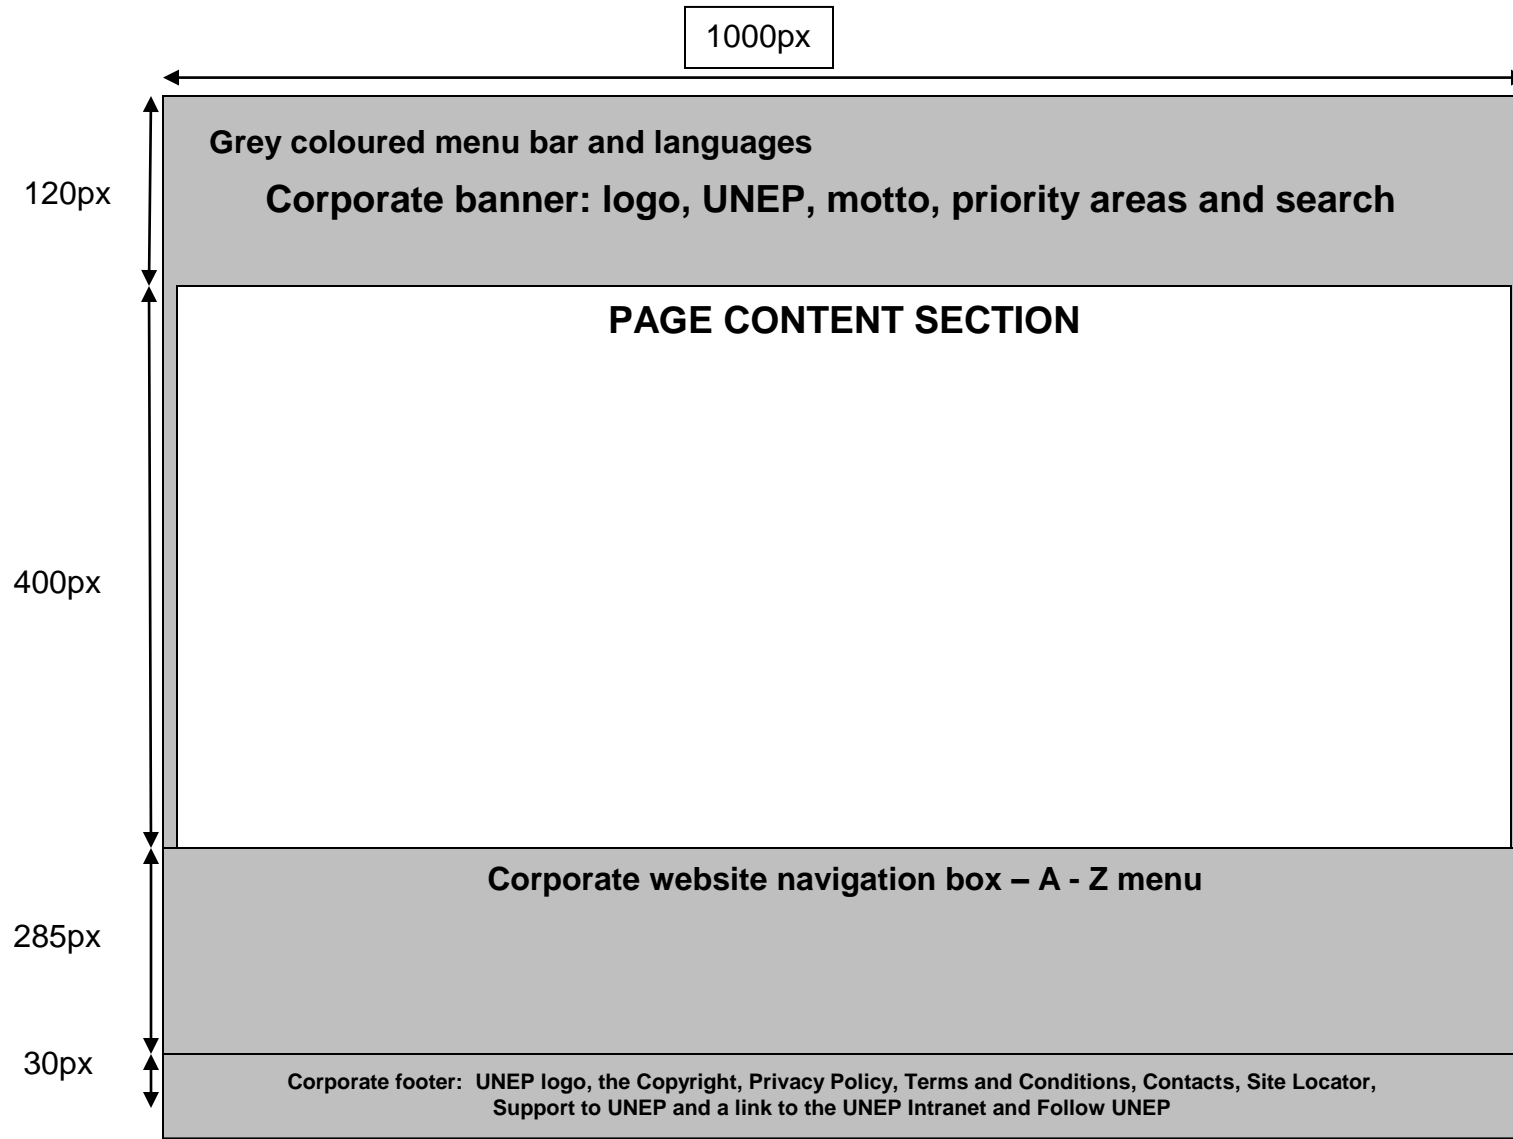 1000px
Grey coloured menu bar and languages
120px
Corporate banner: logo, UNEP, motto, priority areas and search
PAGE CONTENT SECTION
400px
Corporate website navigation box – A - Z menu
285px
30px
Corporate footer:  UNEP logo, the Copyright, Privacy Policy, Terms and Conditions, Contacts, Site Locator,
Support to UNEP and a link to the UNEP Intranet and Follow UNEP